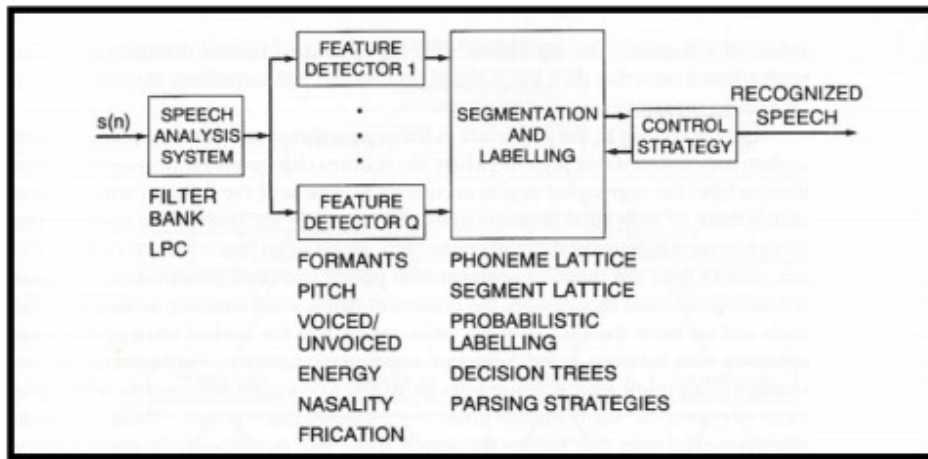 s(n)
SPEECH
ANALYSIS
SYSTEM
FILTER
BANK
LPC
FEATURE
DETECTOR 1
FEATURE
DETECTOR Q
FORMANTS
PITCH
VOICED/
UNVOICED
ENERGY
NASALITY
FRICATION
SEGMENTATION
AND
LABELLING
PHONEME LATTICE
SEGMENT LATTICE
PROBABILISTIC
LABELLING
DECISION TREES
PARSING STRATEGIES
CONTROL
STRATEGY
RECOGNIZED
SPEECH